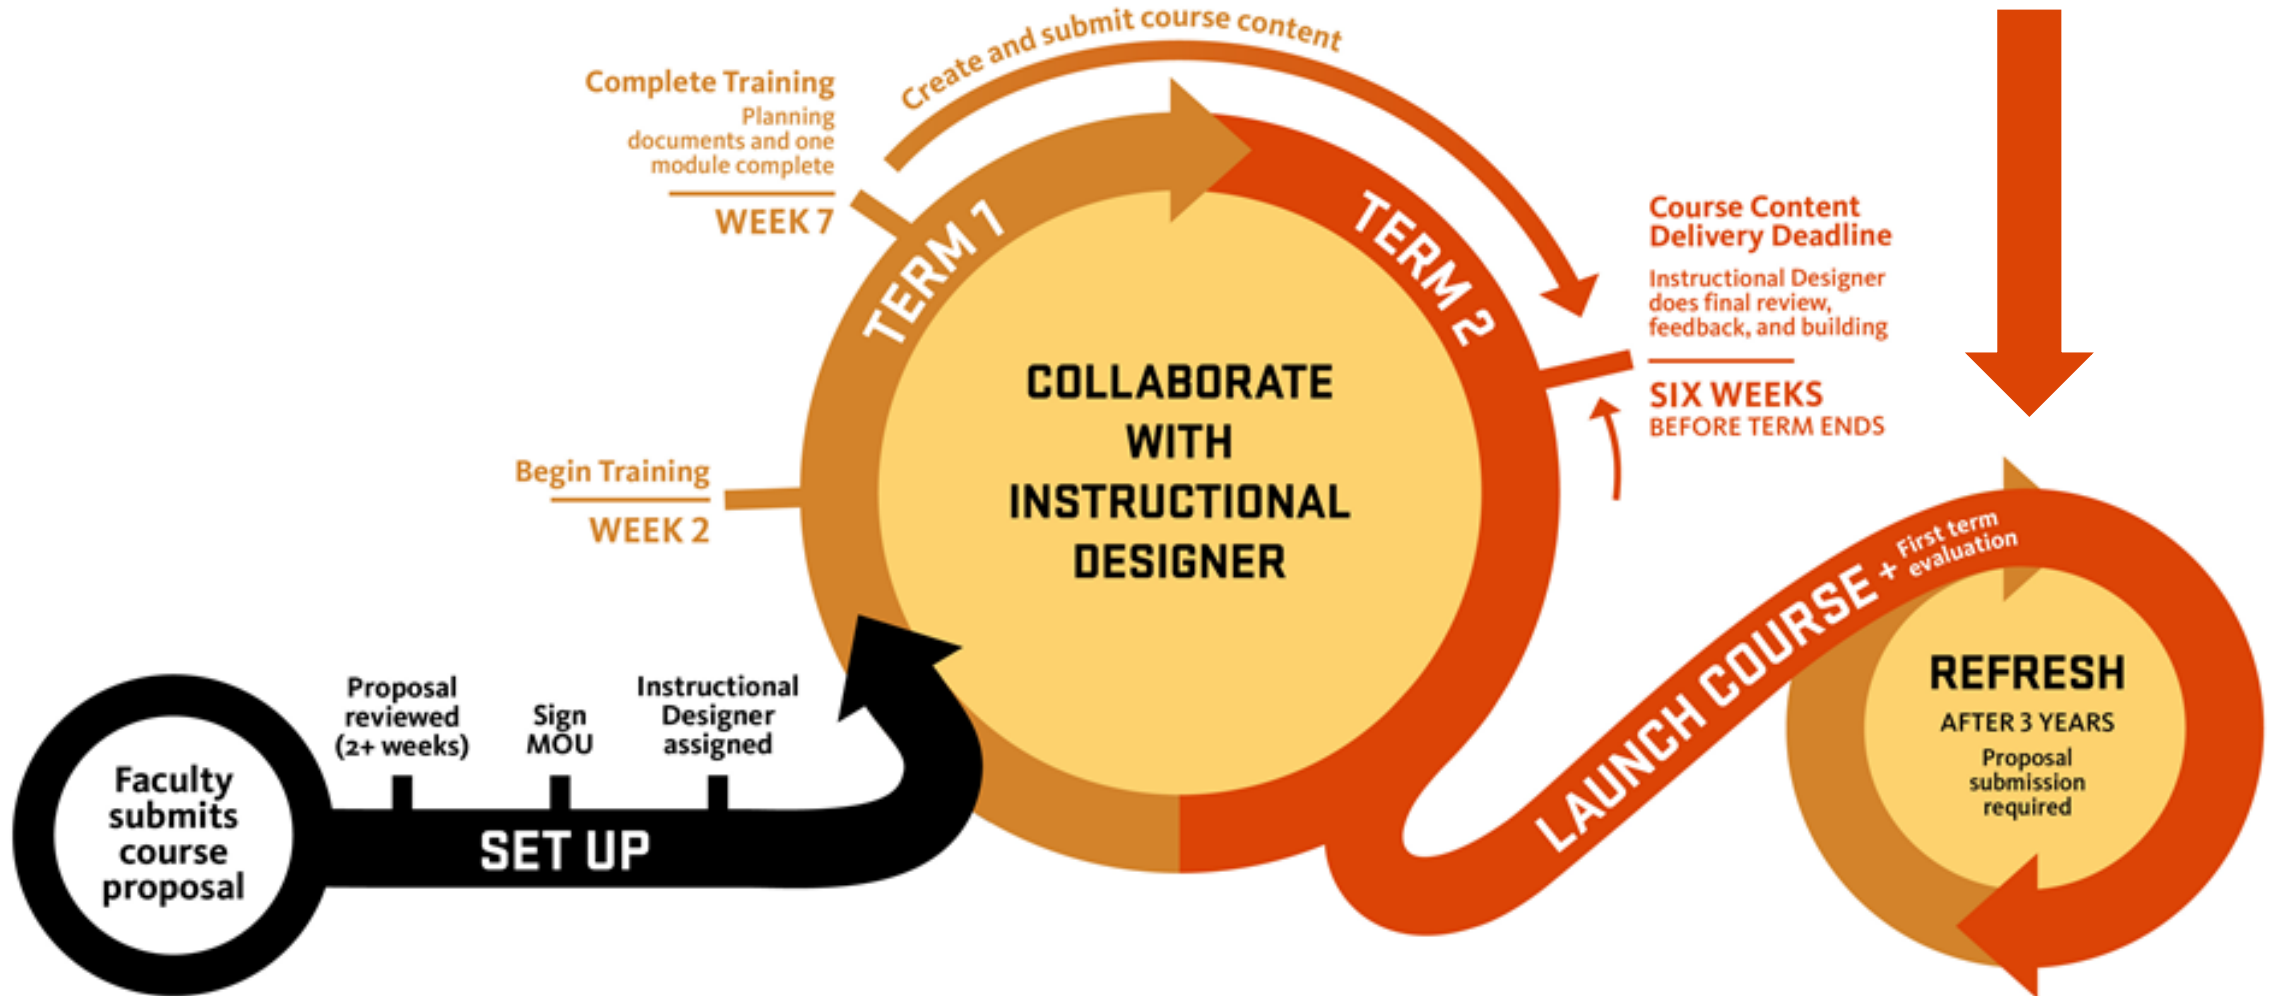 Faculty
submits
course
proposal
Proposal
reviewed
(2+ weeks)
Sign
MOU
Instructional
Designer
assigned
SET UP
Begin Training
WEEK 2
Complete Training
Planning
documents and one
module complete
WEEK 7
Create and submit course content
TERM 1
TERM 2
COLLABORATE
WITH
INSTRUCTIONAL
DESIGNER
Course Content
Delivery Deadline
Instructional Designer
does final review,
feedback, and building
SIX WEEKS
BEFORE TERM ENDS
LAUNCH COURSE +
First term
evaluation
REFRESH
AFTER 3 YEARS
Proposal
submission
required